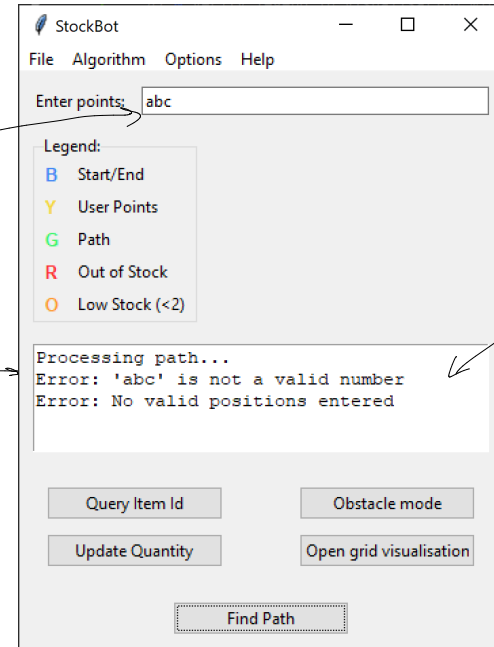 StockBot
File Algorithm Options Help
Enter points: abc
Legend:
B Start/End
Y User Points
G Path
R Out of Stock
O Low Stock (<2)
Processing path...
Error: 'abc' is not a valid number
Error: No valid positions entered
Query Item Id Obstacle mode
Update Quantity Open grid visualisation
Find Path